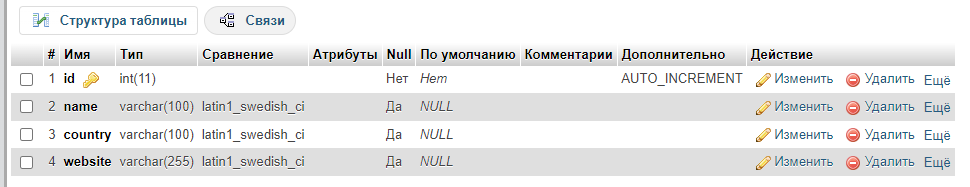 Структура таблицы Связи
# Имя Тип Сравнение Атрибуты Null По умолчанию Комментарии Дополнительно Действие
1 id int(11) Нет Нет AUTO_INCREMENT Изменить Удалить Ещё
2 name varchar(100) latin1_swedish_ci Да NULL Изменить Удалить Ещё
3 country varchar(100) latin1_swedish_ci Да NULL Изменить Удалить Ещё
4 website varchar(255) latin1_swedish_ci Да NULL Изменить Удалить Ещё